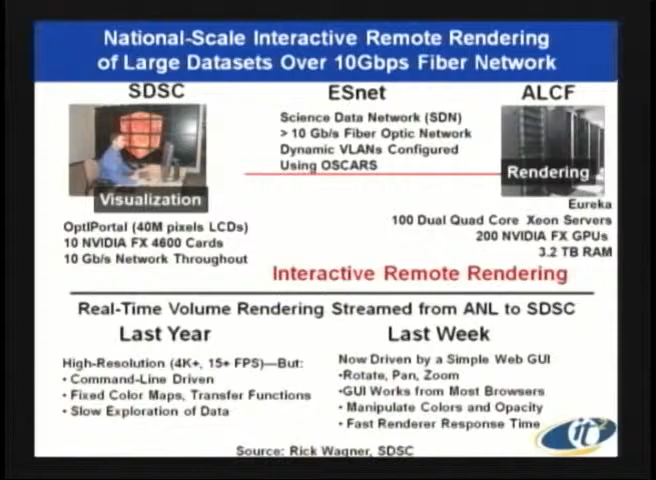 National-Scale Interactive Remote Rendering
of Large Datasets Over 10Gbps Fiber Network
SDSC
Visualization
OptIPortal (40M pixels LCDs)
10 NVIDIA FX 4600 Cards
10 Gb/s Network Throughout
ESnet
Science Data Network (SDN)
> 10 Gb/s Fiber Optic Network
Dynamic VLANs Configured
Using OSCARS
ALCF
Rendering
Eureka
100 Dual Quad Core Xeon Servers
200 NVIDIA FX GPUs
3.2 TB RAM
Interactive Remote Rendering
Real-Time Volume Rendering Streamed from ANL to SDSC
Last Year
High-Resolution (4K+, 15+ FPS)—But:
• Command-Line Driven
• Fixed Color Maps, Transfer Functions
• Slow Exploration of Data
Last Week
Now Driven by a Simple Web GUI
•Rotate, Pan, Zoom
•GUI Works from Most Browsers
• Manipulate Colors and Opacity
• Fast Renderer Response Time
Source: Rick Wagner, SDSC